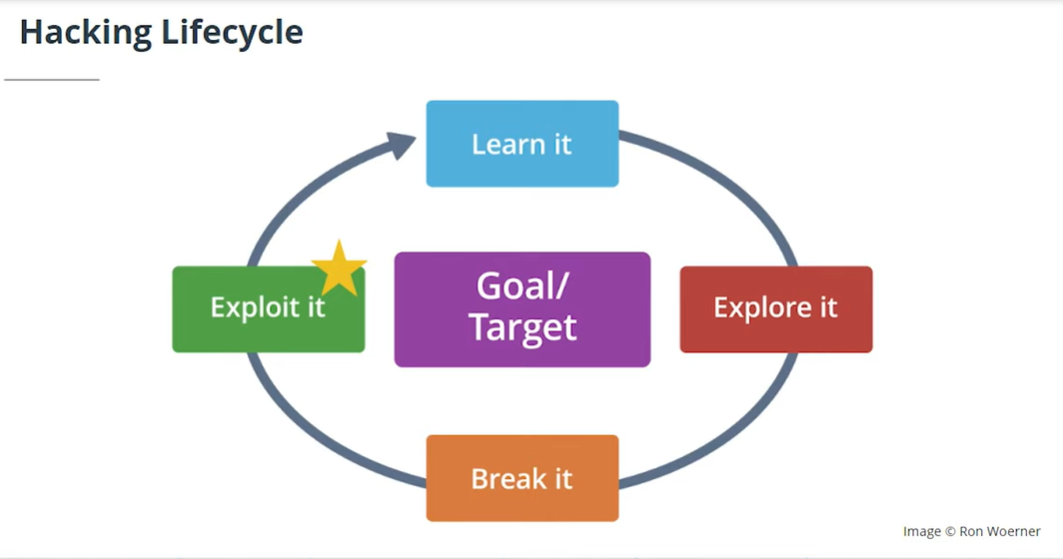 Hacking Lifecycle
Learn it
Exploit it
Goal/
Target
Explore it
Break it
Image © Ron Woerner